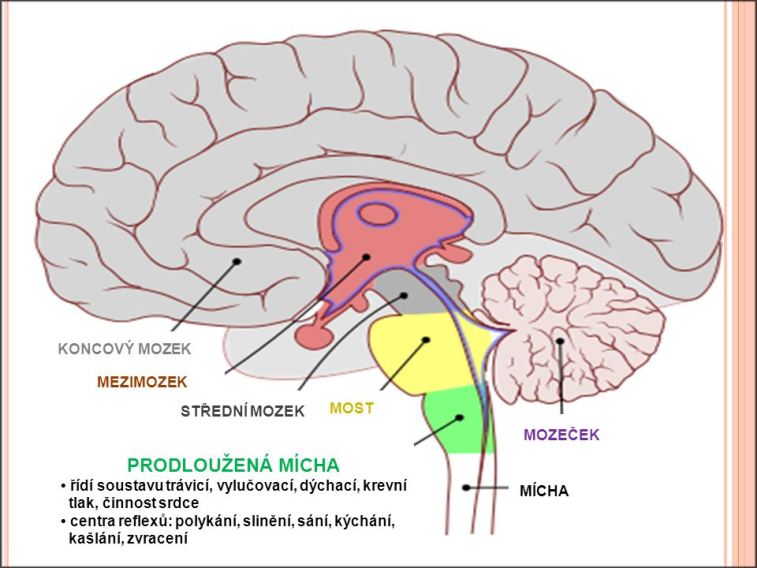 KONCOVÝ MOZEK
MEZIMOZEK
STŘEDNÍ MOZEK
MOST
MOZEČEK
PRODLOUŽENÁ MÍCHA
• řídí soustavu trávicí, vylučovací, dýchací, krevní
tlak, činnost srdce
• centra reflexů: polykání, slinění, sání, kýchání,
kašlání, zvracení
MÍCHA